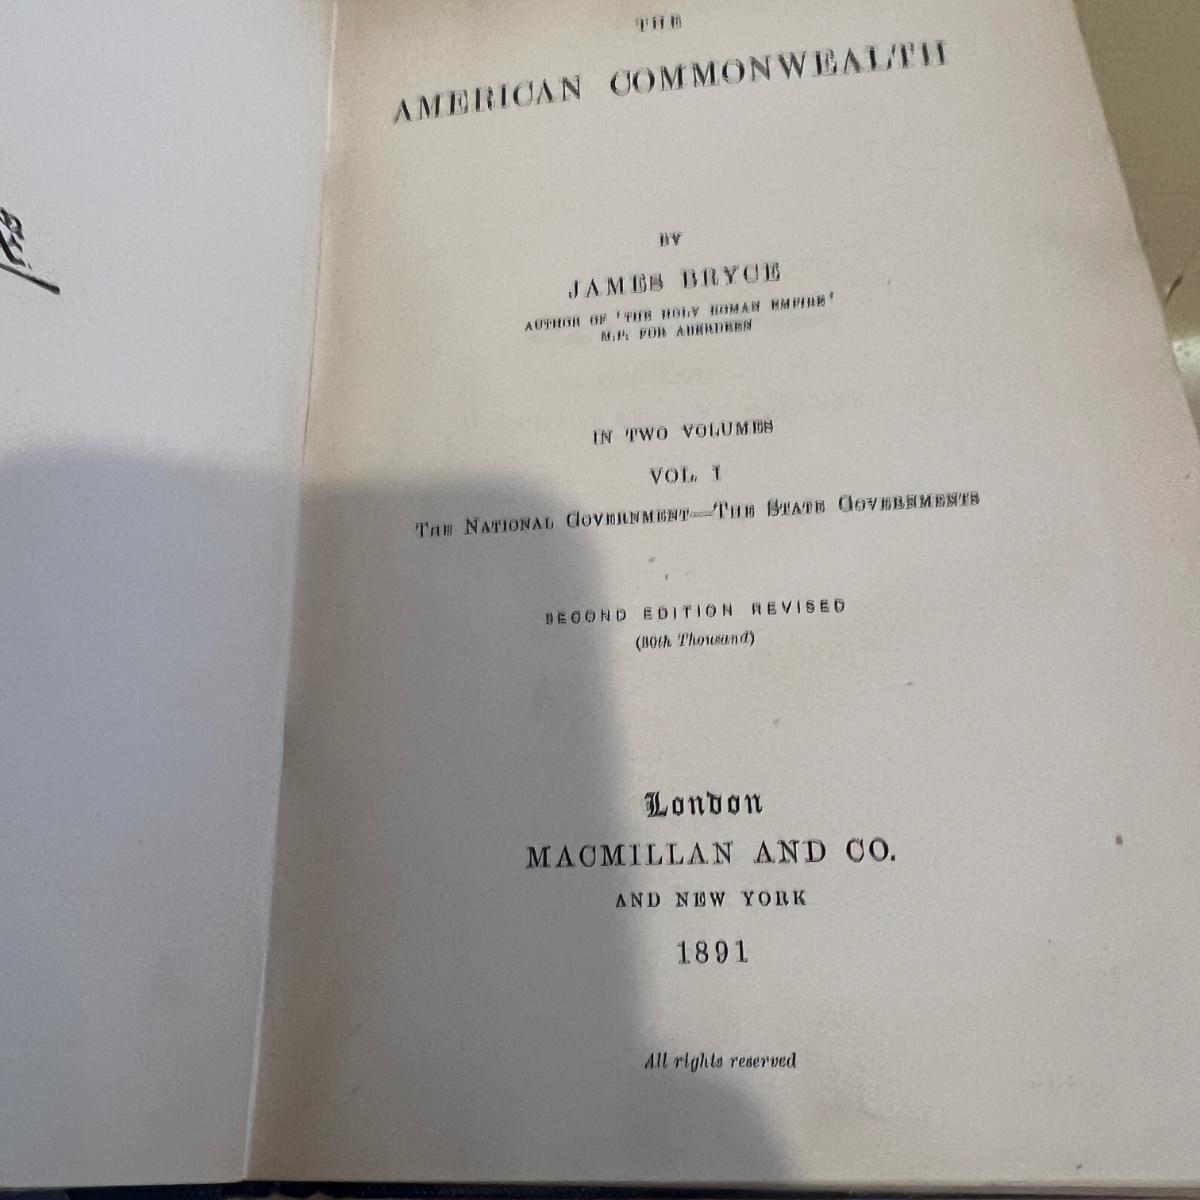 THE
AMERICAN COMMONWEALTH
BY
JAMES BRYCE
AUTHOR OF 'THE HOLY ROMAN EMPIRE'
M.P. FOR ABERDEEN
IN TWO VOLUMES
VOL. I
THE NATIONAL GOVERNMENT—THE STATE GOVERNMENTS
SECOND EDITION REVISED
Thousand)
London
MACMILLAN AND CO.
AND NEW YORK
1891
All rights reserved